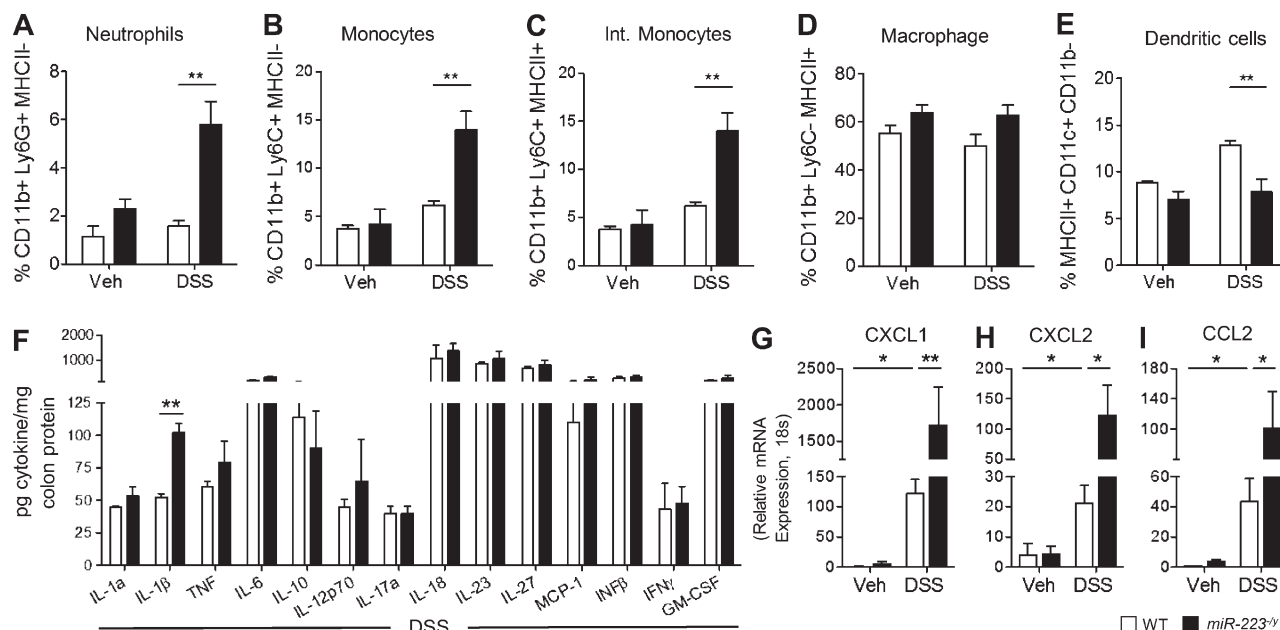 A
Neutrophils
% CD11b+ Ly6G+ MHCII-
8
6
4
2
0
**
Veh
DSS
B
Monocytes
% CD11b+ Ly6C+ MHCII-
20
15
10
5
0
**
Veh
DSS
C
Int. Monocytes
% CD11b+ Ly6C+ MHCII+
20
15
10
5
0
**
Veh
DSS
D
Macrophage
% CD11b+ Ly6C- MHCII+
80
60
40
20
0
Veh
DSS
E
Dendritic cells
% MHCII+ CD11c+ CD11b-
20
15
10
5
0
**
Veh
DSS
F
pg cytokine/mg
colon protein
2000
1000
125
100
75
50
25
0
**
IL-1a
IL-1β
TNF
IL-6
IL-10
IL-12p70
IL-17a
IL-18
IL-23
IL-27
MCP-1
INFβ
IFNγ
GM-CSF
DSS
G
CXCL1
(Relative mRNA
Expression, 18s)
2500
2000
1500
150
100
50
0
* **
Veh
DSS
H
CXCL2
200
150
100
50
30
20
10
0
* *
Veh
DSS
I
CCL2
180
140
100
60
40
20
0
* *
Veh
DSS
WT miR-223-/y